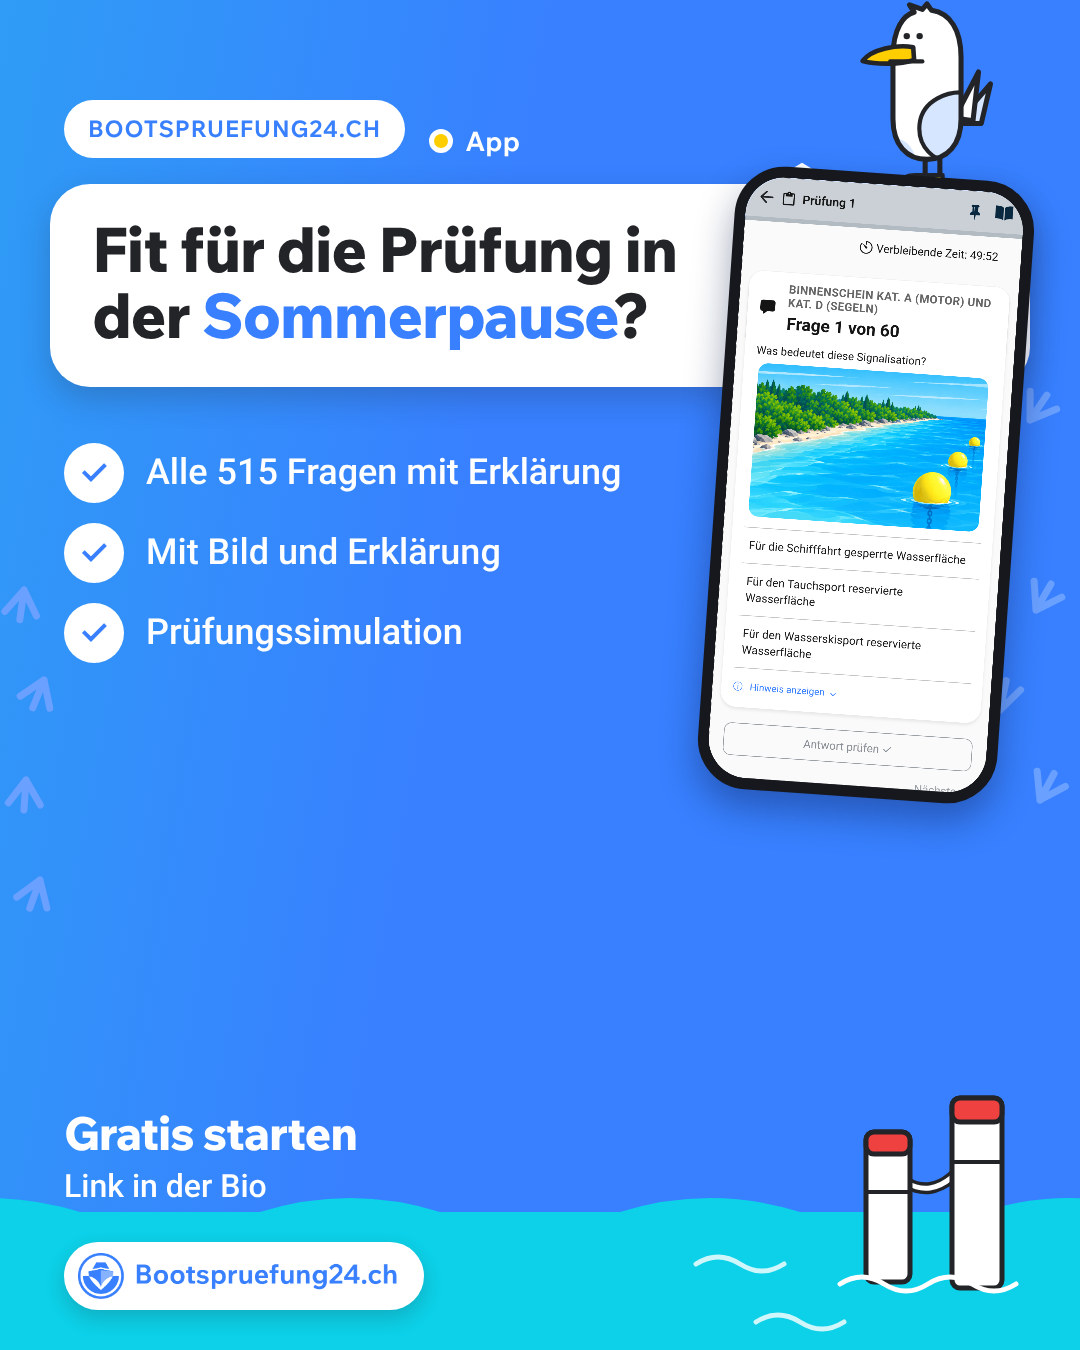 BOOTSPRUEFUNG24.CH
App
Fit für die Prüfung in
der Sommerpause?
Alle 515 Fragen mit Erklärung
Mit Bild und Erklärung
Prüfungssimulation
Prüfung 1
Verbleibende Zeit: 49:52
BINNENSCHEIN KAT. A (MOTOR) UND
KAT. D (SEGELN)
Frage 1 von 60
Was bedeutet diese Signalisation?
Für die Schifffahrt gesperrte Wasserfläche
Für den Tauchsport reservierte
Wasserfläche
Für den Wasserskisport reservierte
Wasserfläche
Hinweis anzeigen
Antwort prüfen
Gratis starten
Link in der Bio
Bootspruefung24.ch